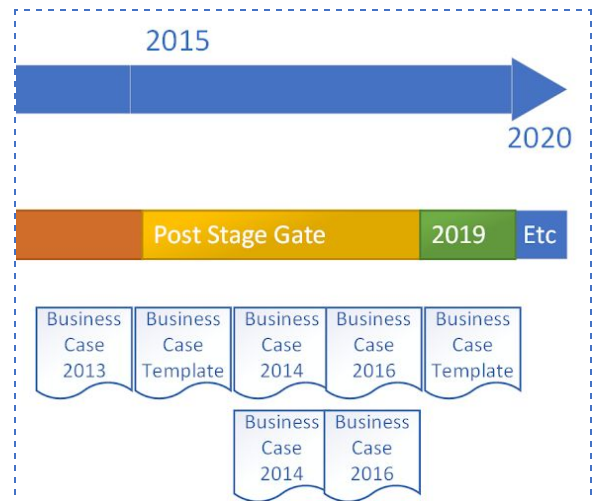 2015
2020
Post Stage Gate
2019
Etc
Business
Case
2013
Business
Case
Template
Business
Case
2014
Business
Case
2016
Business
Case
Template
Business
Case
2014
Business
Case
2016